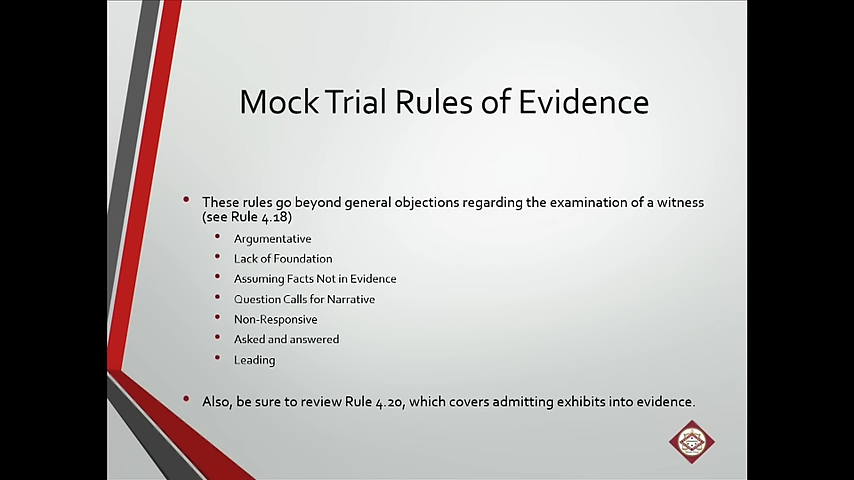 Mock Trial Rules of Evidence
These rules go beyond general objections regarding the examination of a witness
(see Rule 4.18)
Argumentative
Lack of Foundation
Assuming Facts Not in Evidence
Question Calls for Narrative
Non-Responsive
Asked and answered
Leading
Also, be sure to review Rule 4.20, which covers admitting exhibits into evidence.